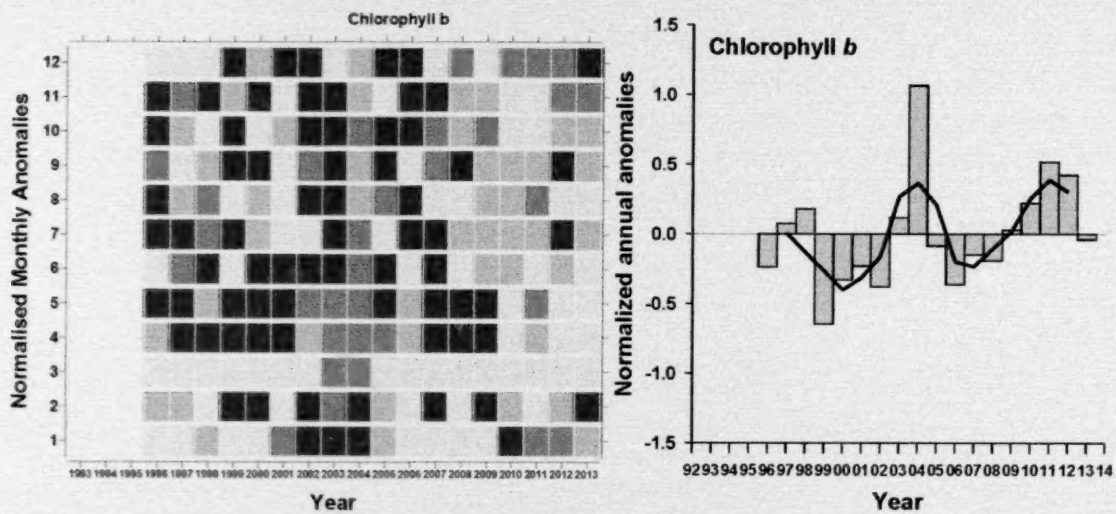 Chlorophyll b
Normalised Monthly Anomalies
12
11
10
9
8
7
6
5
4
3
2
1
1993 1994 1995 1996 1997 1998 1999 2000 2001 2002 2003 2004 2005 2006 2007 2008 2009 2010 2011 2012 2013
Year
Normalized annual anomalies
Chlorophyll b
1.5
1.0
0.5
0.0
-0.5
-1.0
-1.5
92 93 94 95 96 97 98 99 00 01 02 03 04 05 06 07 08 09 10 11 12 13 14
Year